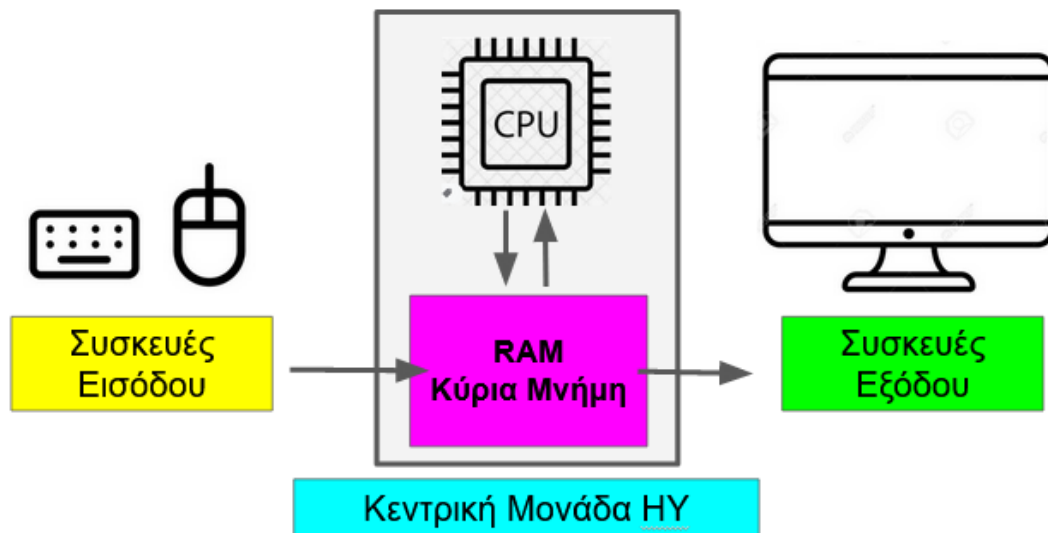 CPU
Συσκευές
Εισόδου
RAM
Κύρια Μνήμη
Συσκευές
Εξόδου
Κεντρική Μονάδα ΗΥ